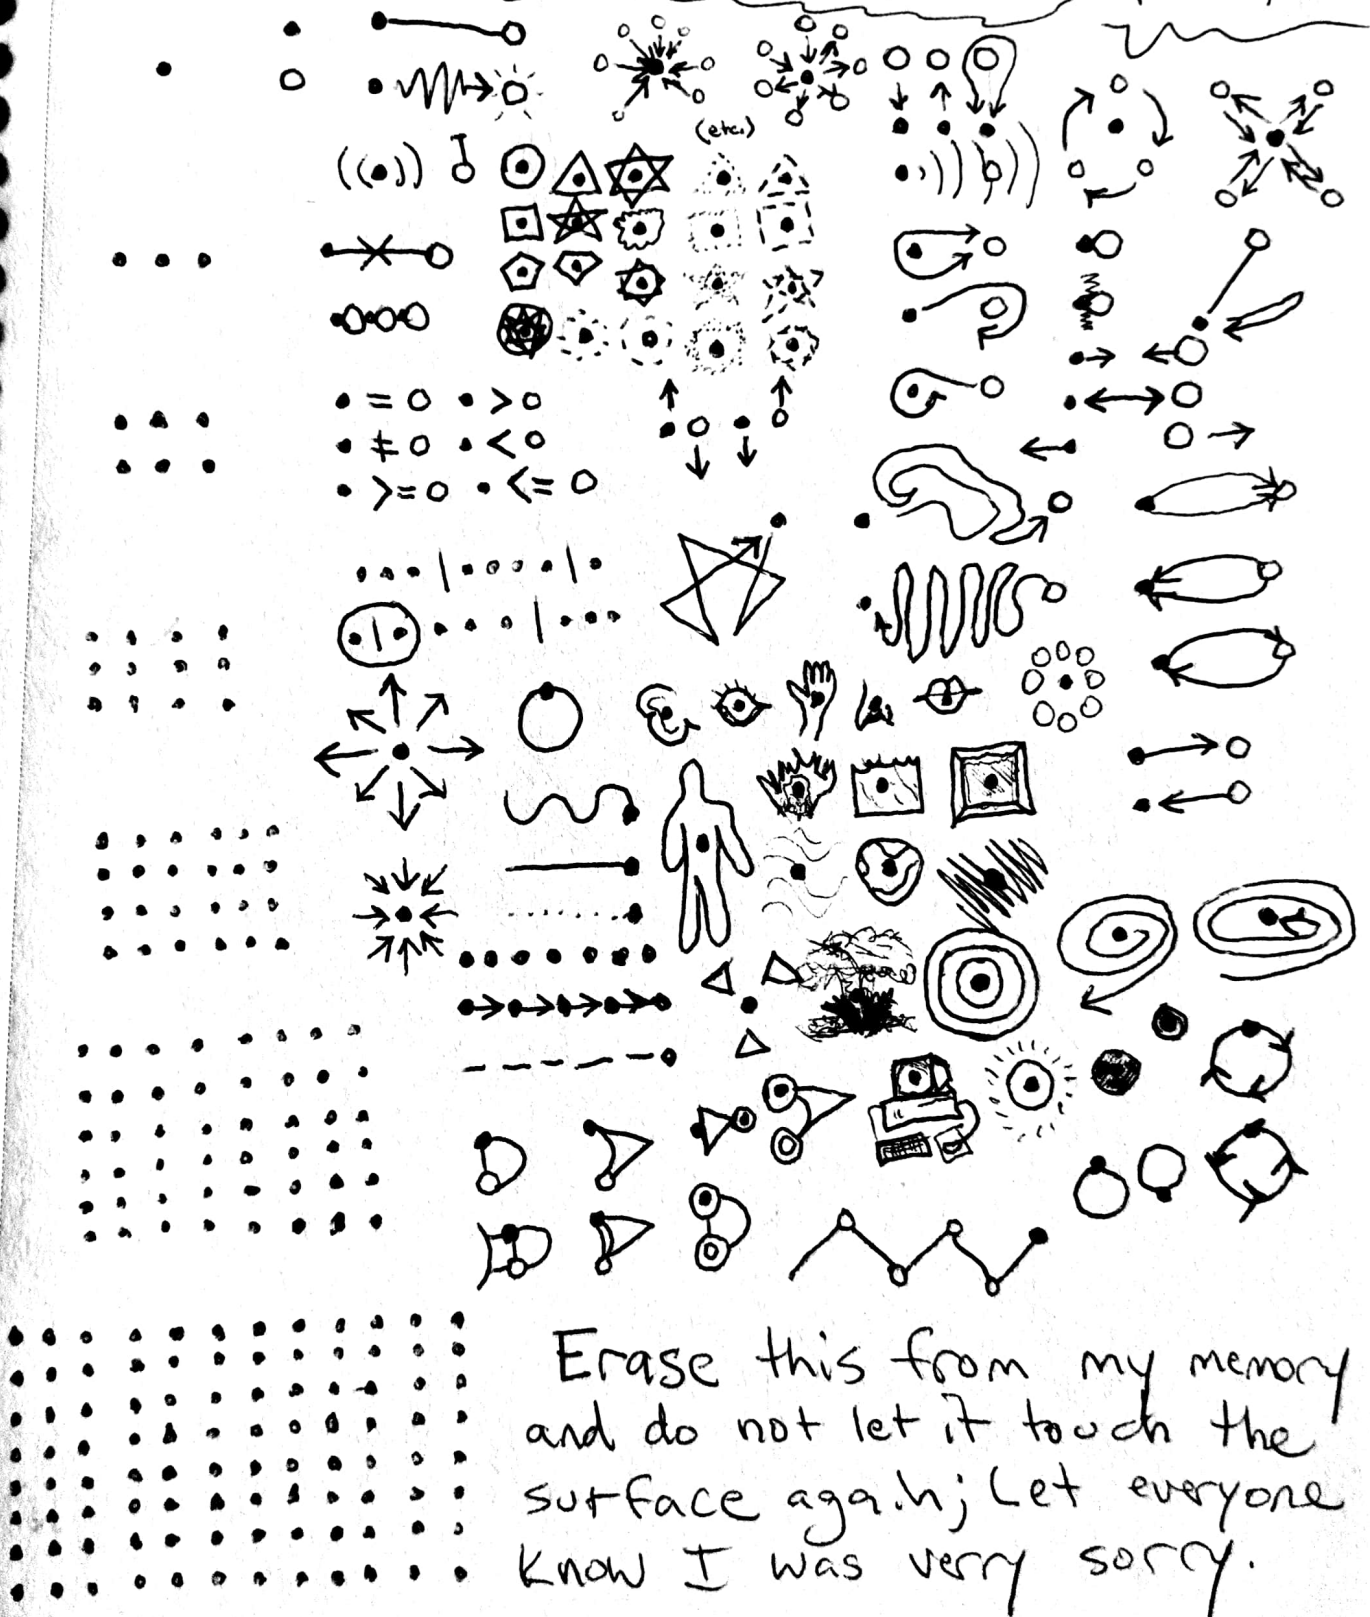 (etc.)
• = O • > O
• ≠ O • < O
• >= O • <= O
Erase this from my memory
and do not let it touch the
surface again; Let everyone
know I was verry sorry.